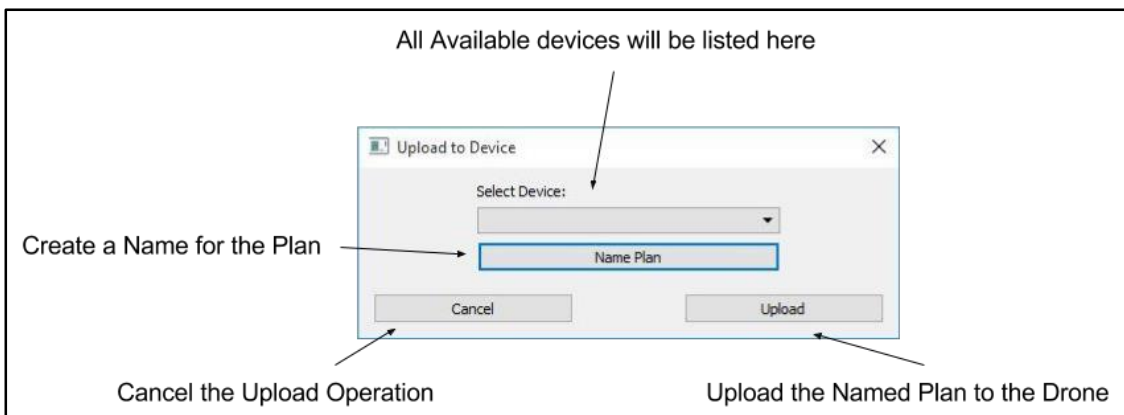 All Available devices will be listed here
Upload to Device
Select Device:
Create a Name for the Plan
Name Plan
Cancel
Upload
Cancel the Upload Operation
Upload the Named Plan to the Drone